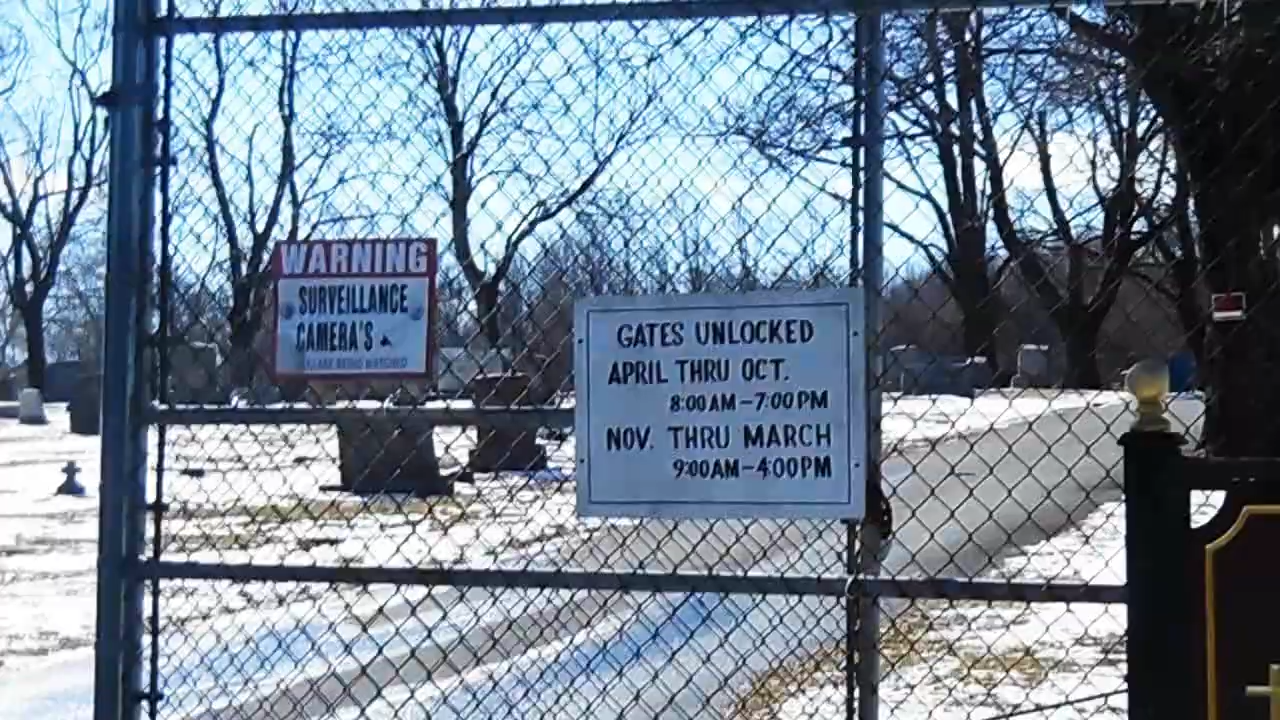 WARNING
SURVEILLANCE
CAMERA'S
GATES UNLOCKED
APRIL THRU OCT.
8:00AM-7:00PM
NOV. THRU MARCH
9:00AM-4:00PM